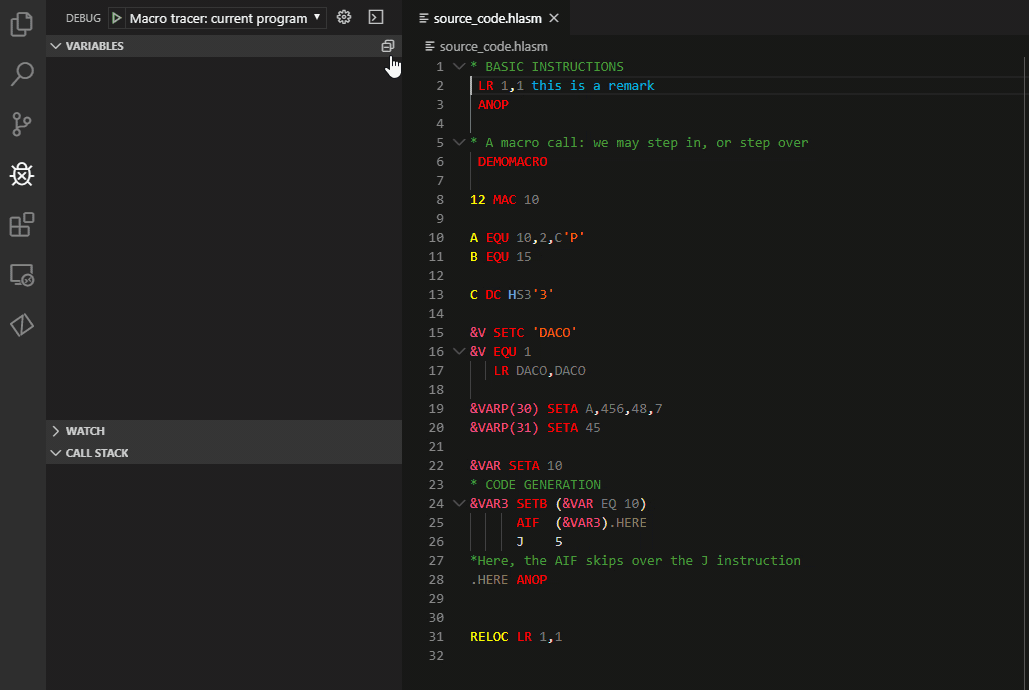 DEBUG Macro tracer: current program
VARIABLES
WATCH
CALL STACK
source_code.hlasm
source_code.hlasm
1 * BASIC INSTRUCTIONS
2 LR 1,1 this is a remark
3 ANOP
4
5 * A macro call: we may step in, or step over
6 DEMOMACRO
7
8 12 MAC 10
9
10 A EQU 10,2,C'P'
11 B EQU 15
12
13 C DC HS3'3'
14
15 &V SETC 'DACO'
16 &V EQU 1
17 LR DACO,DACO
18
19 &VARP(30) SETA A,456,48,7
20 &VARP(31) SETA 45
21
22 &VAR SETA 10
23 * CODE GENERATION
24 &VAR3 SETB (&VAR EQ 10)
25 AIF (&VAR3).HERE
26 J 5
27 *Here, the AIF skips over the J instruction
28 .HERE ANOP
29
30
31 RELOC LR 1,1
32